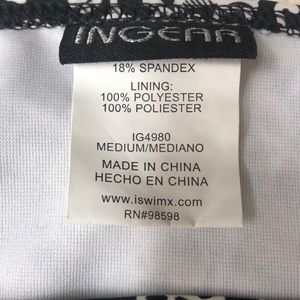 INGEAR
18% SPANDEX
LINING:
100% POLYESTER
100% POLIESTER
IG4980
MEDIUM/MEDIANO
MADE IN CHINA
HECHO EN CHINA
www.iswimx.com
RN#98598